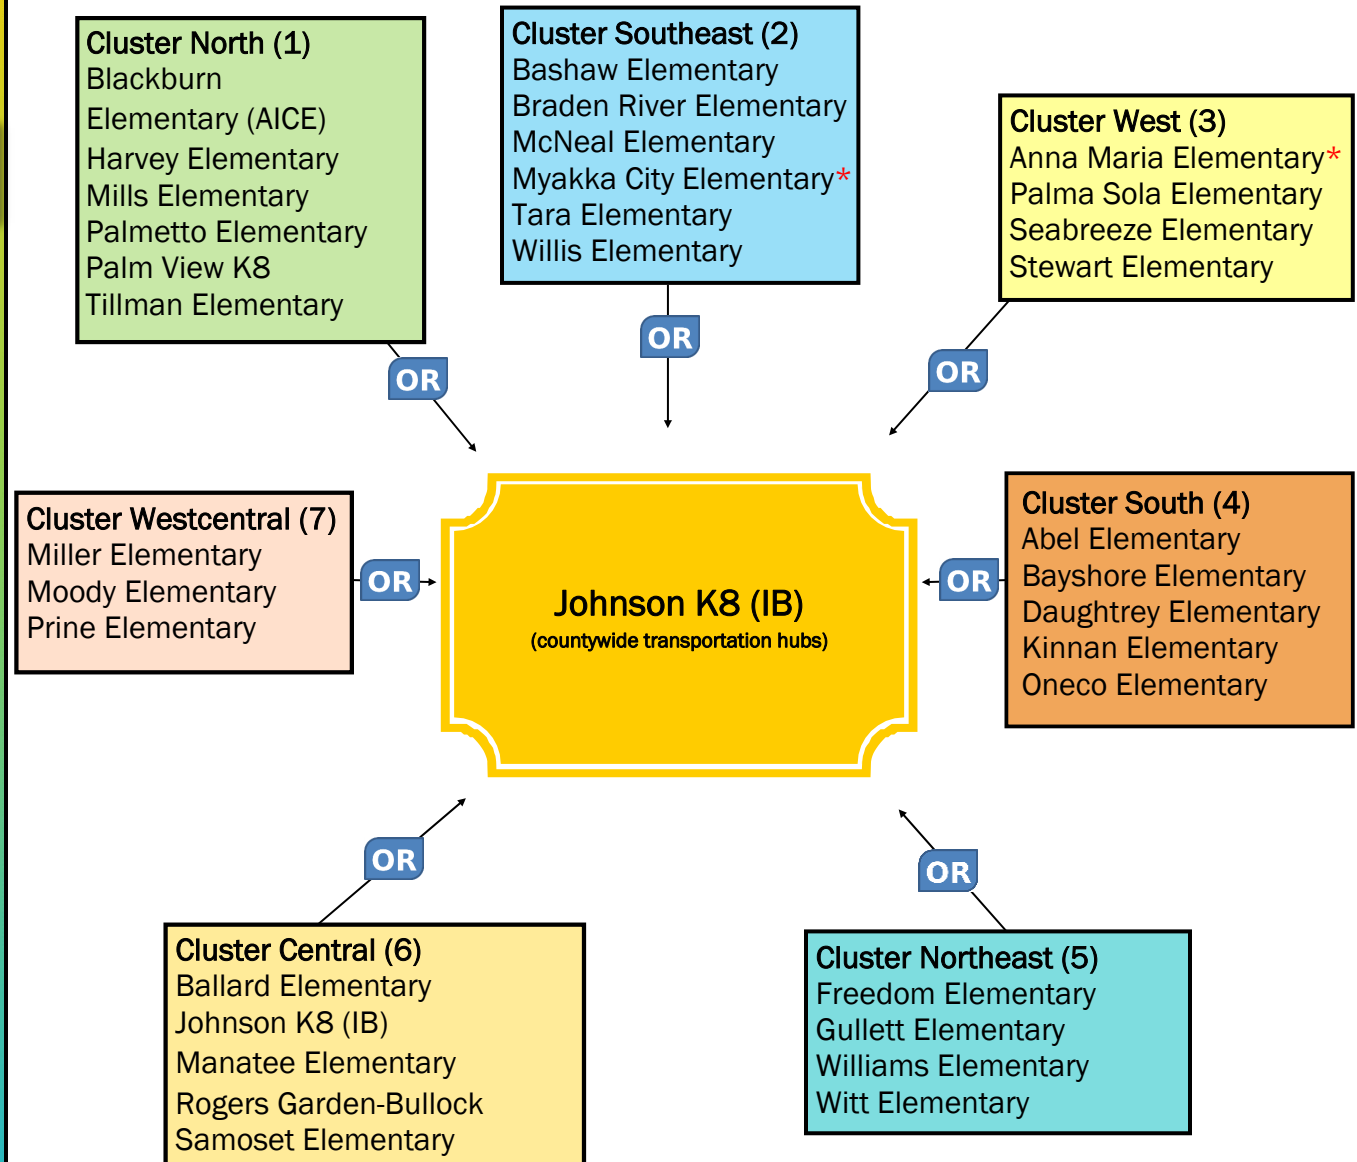 Cluster North (1)
Blackburn
Elementary (AICE)
Harvey Elementary
Mills Elementary
Palmetto Elementary
Palm View K8
Tillman Elementary
OR
Cluster Southeast (2)
Bashaw Elementary
Braden River Elementary
McNeal Elementary
Myakka City Elementary*
Tara Elementary
Willis Elementary
OR
Cluster West (3)
Anna Maria Elementary*
Palma Sola Elementary
Seabreeze Elementary
Stewart Elementary
OR
Cluster Westcentral (7)
Miller Elementary
Moody Elementary
Prine Elementary
OR
Johnson K8 (IB)
(countywide transportation hubs)
OR
Cluster South (4)
Abel Elementary
Bayshore Elementary
Daughtrey Elementary
Kinnan Elementary
Oneco Elementary
OR
Cluster Central (6)
Ballard Elementary
Johnson K8 (IB)
Manatee Elementary
Rogers Garden-Bullock
Samoset Elementary
OR
Cluster Northeast (5)
Freedom Elementary
Gullett Elementary
Williams Elementary
Witt Elementary